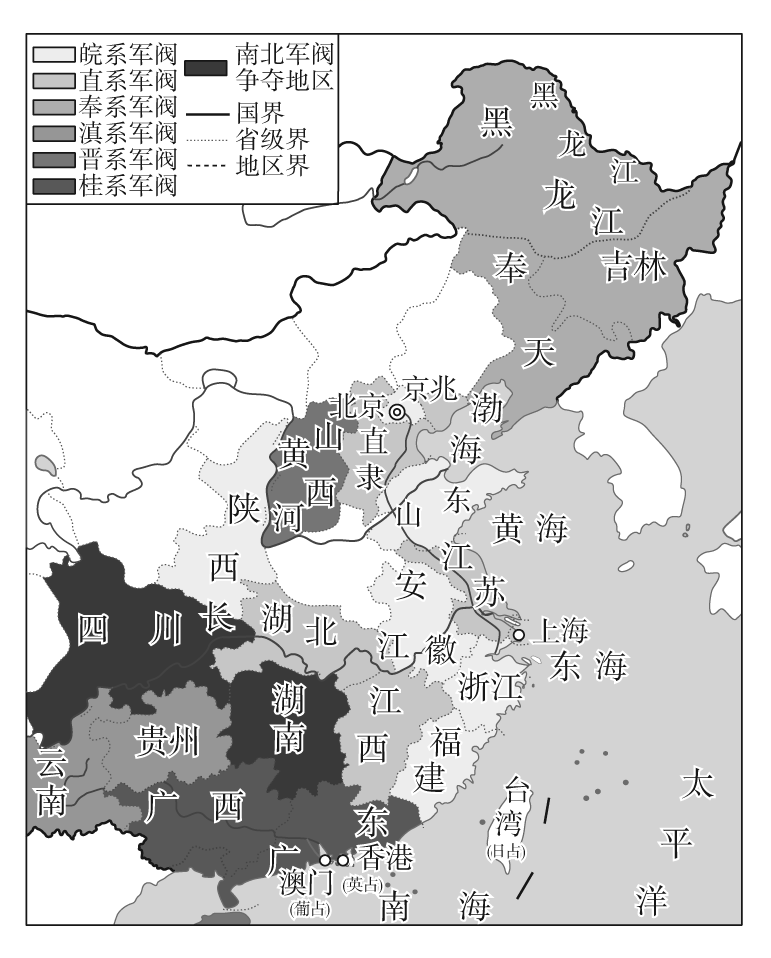 皖系军阀
直系军阀
奉系军阀
滇系军阀
晋系军阀
桂系军阀
南北军阀
争夺地区
国界
省级界
地区界
黑龙江
黑龙江
吉林
奉天
京兆
北京
直隶
渤海
山西
黄河
山东
黄海
陕西
江苏
安徽
上海
东海
四川
长江
湖北
浙江
湖南
江西
福建
贵州
云南
广西
广东
台湾
(日占)
香港
(英占)
澳门
(葡占)
南海
太平洋